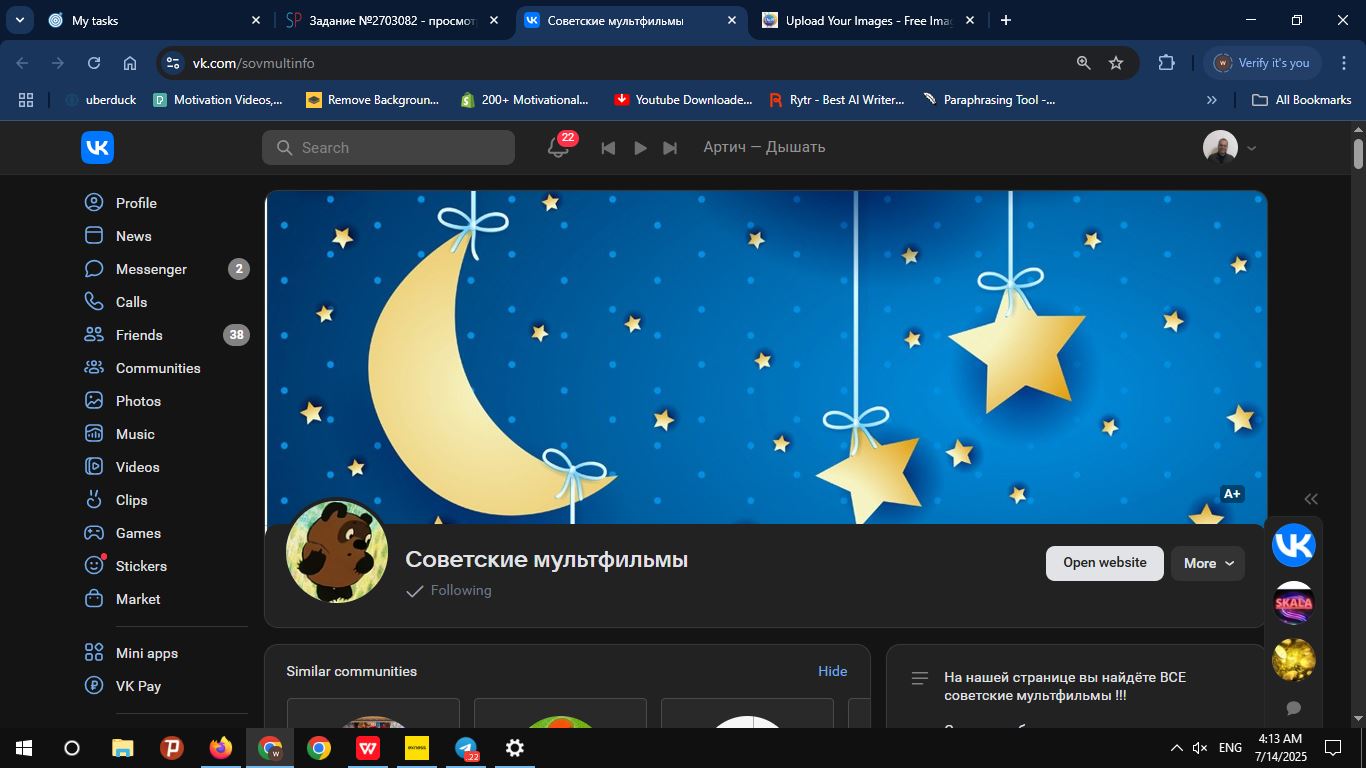 My tasks
Задание №2703082 - просмот
Советские мультфильмы
Upload Your Images - Free Imag
vk.com/sovmultinfo
Verify it's you
uberduck
Motivation Videos,...
Remove Backgroun...
200+ Motivational...
Youtube Downloade...
Rytr - Best AI Writer...
Paraphrasing Tool -...
All Bookmarks
Search
22
Артич — Дышать
Profile
News
Messenger
2
Calls
Friends
38
Communities
Photos
Music
Videos
Clips
Games
Stickers
Market
Mini apps
VK Pay
A+
Советские мультфильмы
Following
Open website
More
VK
SKALA
Similar communities
Hide
На нашей странице вы найдёте ВСЕ
советские мультфильмы !!!
22
ENG
4:13 AM
7/14/2025